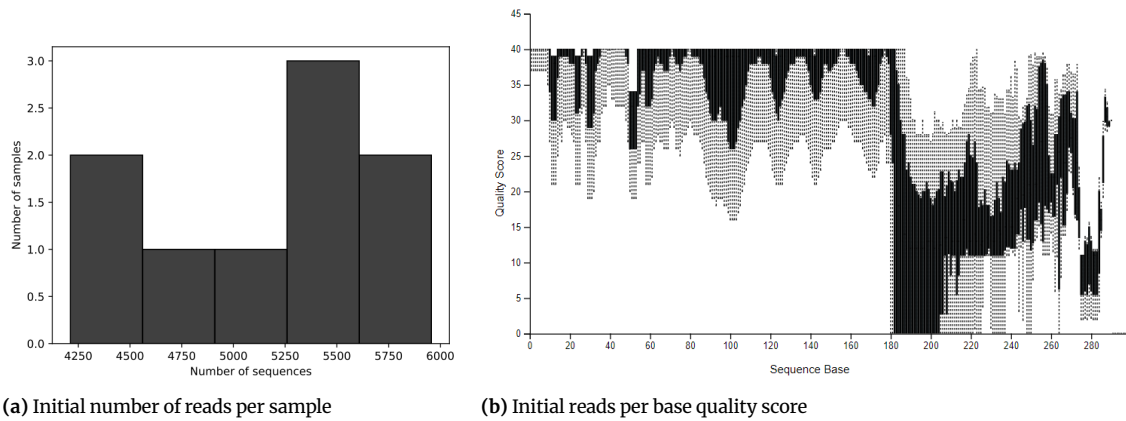 3.0
2.5
2.0
1.5
1.0
0.5
0.0
Number of samples
4250 4500 4750 5000 5250 5500 5750 6000
Number of sequences
(a) Initial number of reads per sample
45
40
35
30
25
20
15
10
5
0
Quality Score
0 20 40 60 80 100 120 140 160 180 200 220 240 260 280
Sequence Base
(b) Initial reads per base quality score